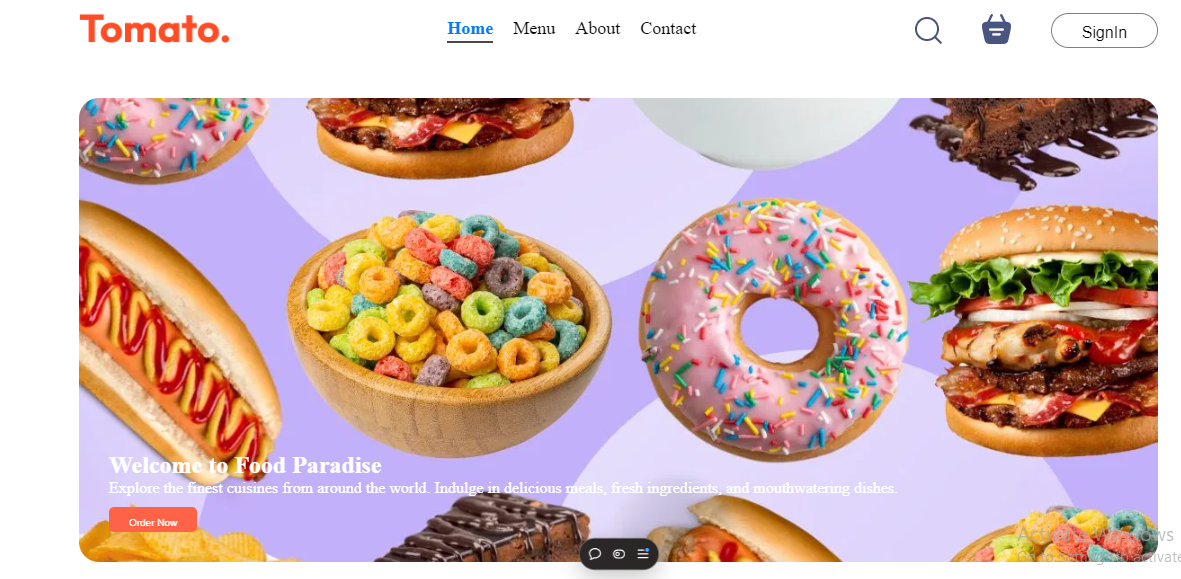 Tomato.
Home Menu About Contact
SignIn
Welcome to Food Paradise
Explore the finest cuisines from around the world. Indulge in delicious meals, fresh ingredients, and mouthwatering dishes.
Order Now
Activate Windows
Go to Settings to activate